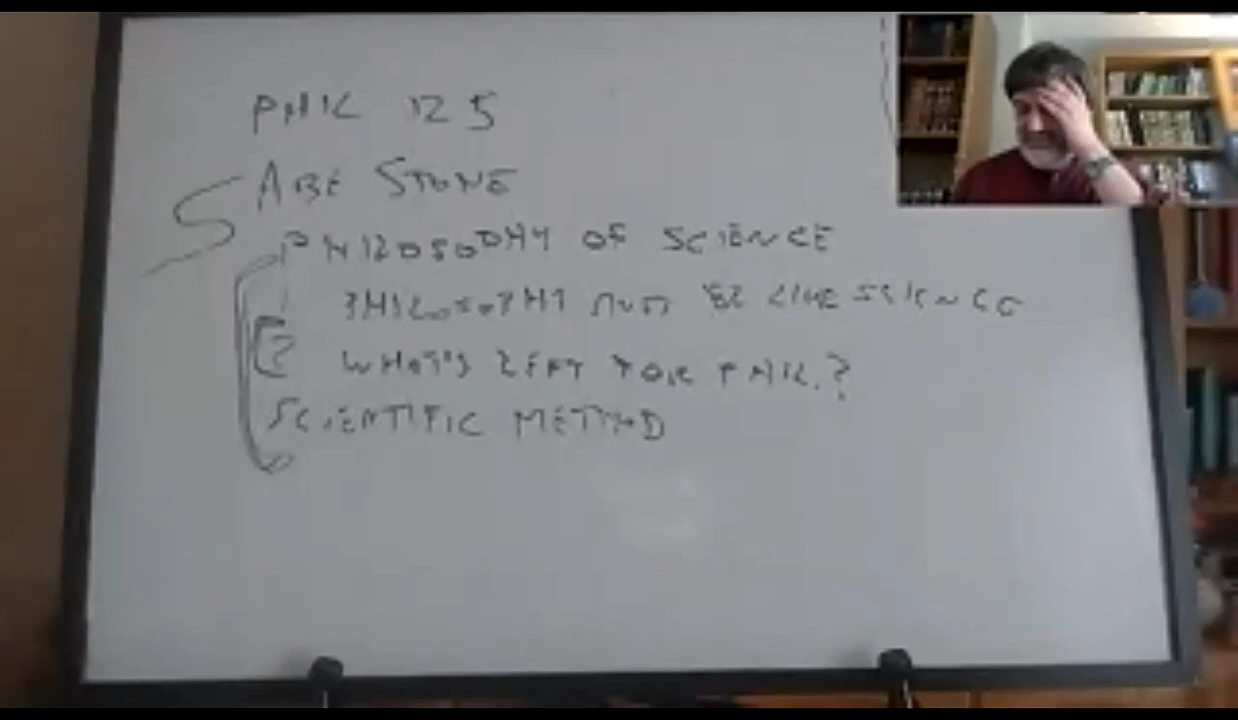 PHIL 125
ABE STONE
PHILOSOPHY OF SCIENCE
PHILOSOPHY MUST BE LIKE SCIENCE
WHAT'S LEFT FOR PHIL.?
SCIENTIFIC METHOD